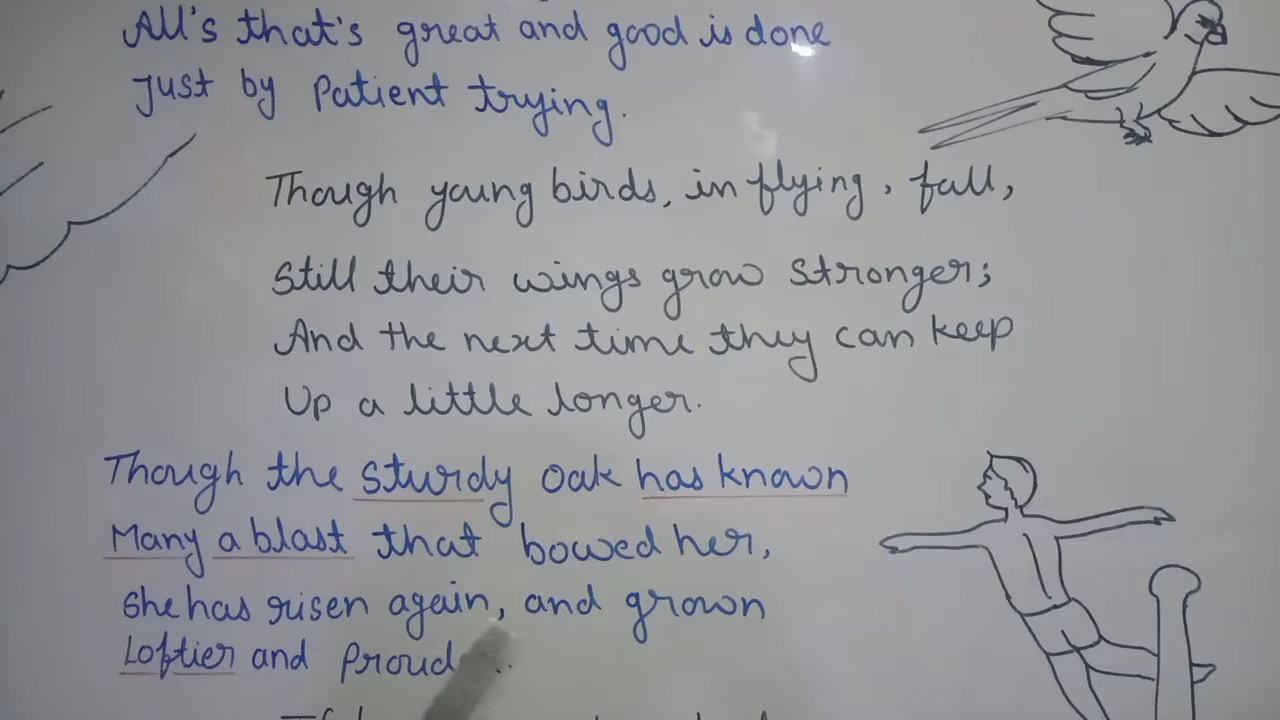 All's that's great and good is done
Just by Patient trying.
Though young birds, in flying, fall,
Still their wings grow stronger;
And the next time they can keep
Up a little longer.
Though the sturdy oak has known
Many a blast that bowed her,
She has risen again, and grown
Loftier and Proud